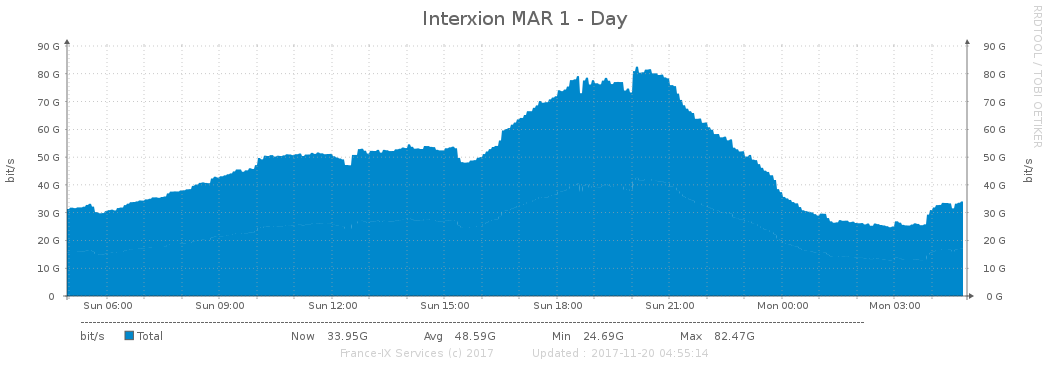 Interxion MAR 1 - Day
RRDTOOL / TOBI OETIKER
90 G 90 G
80 G 80 G
70 G 70 G
60 G 60 G
50 G 50 G
40 G 40 G
30 G 30 G
20 G 20 G
10 G 10 G
0 0 G
bit/s
bit/s
Sun 06:00 Sun 09:00 Sun 12:00 Sun 15:00 Sun 18:00 Sun 21:00 Mon 00:00 Mon 03:00
bit/s Total Now 33.95G Avg 48.59G Min 24.69G Max 82.47G
France-IX Services (c) 2017 Updated : 2017-11-20 04:55:14